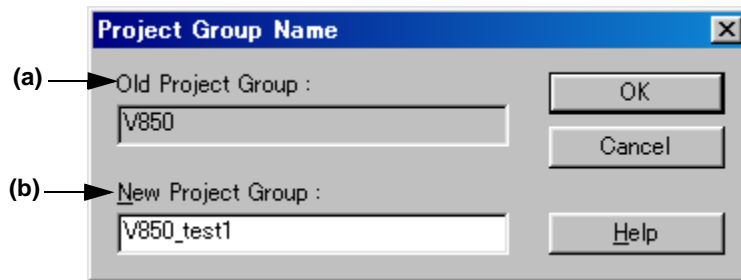 Project Group Name
(a)
Old Project Group :
OK
V850
Cancel
(b)
New Project Group :
V850_test1
Help